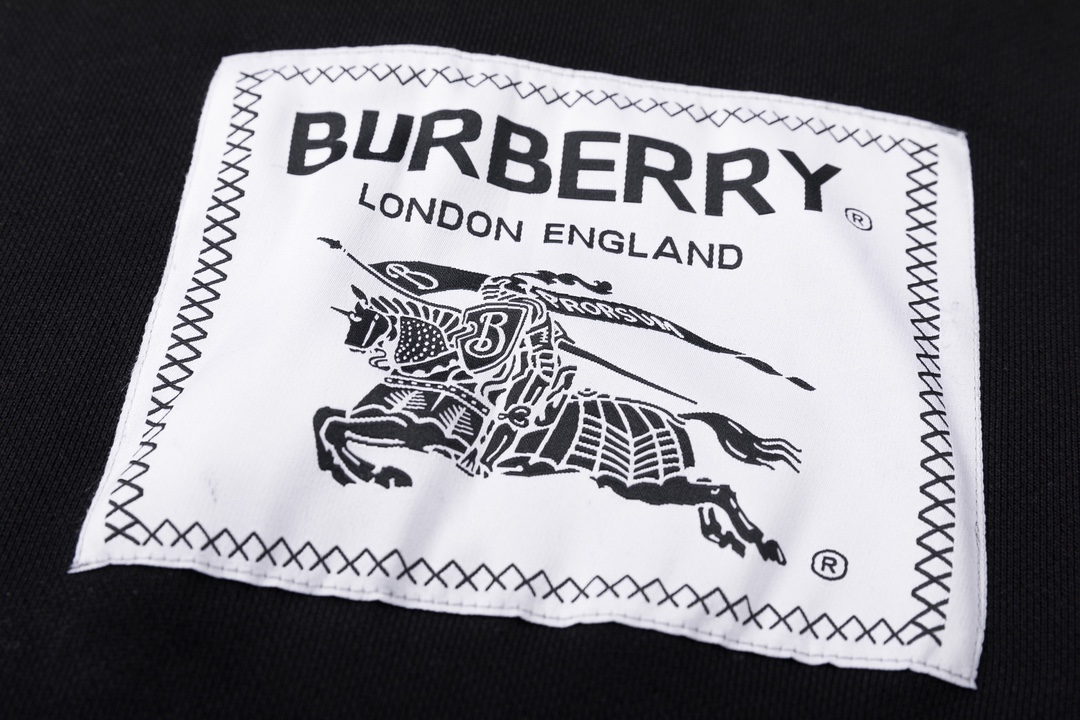 BURBERRY®
LONDON ENGLAND
B
PRORSUM
B
®